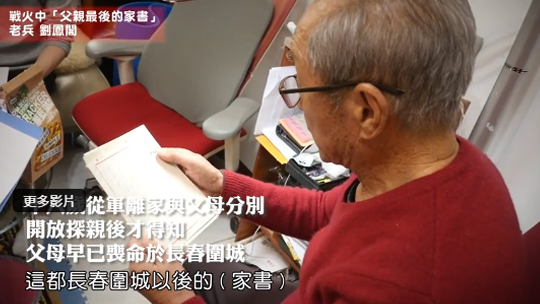 戰火中「父親最後的家書」
老兵 劉鳳閣
更多影片
從軍離家與父母分別
開放探親後才得知
父母早已喪命於長春圍城
這都長春圍城以後的(家書)